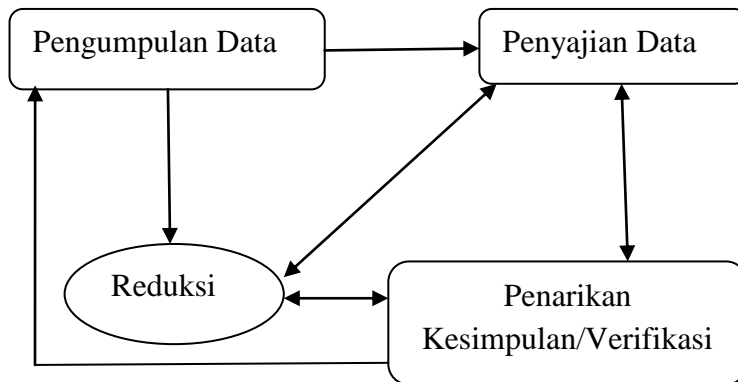 Pengumpulan Data
Penyajian Data
Reduksi
Penarikan
Kesimpulan/Verifikasi